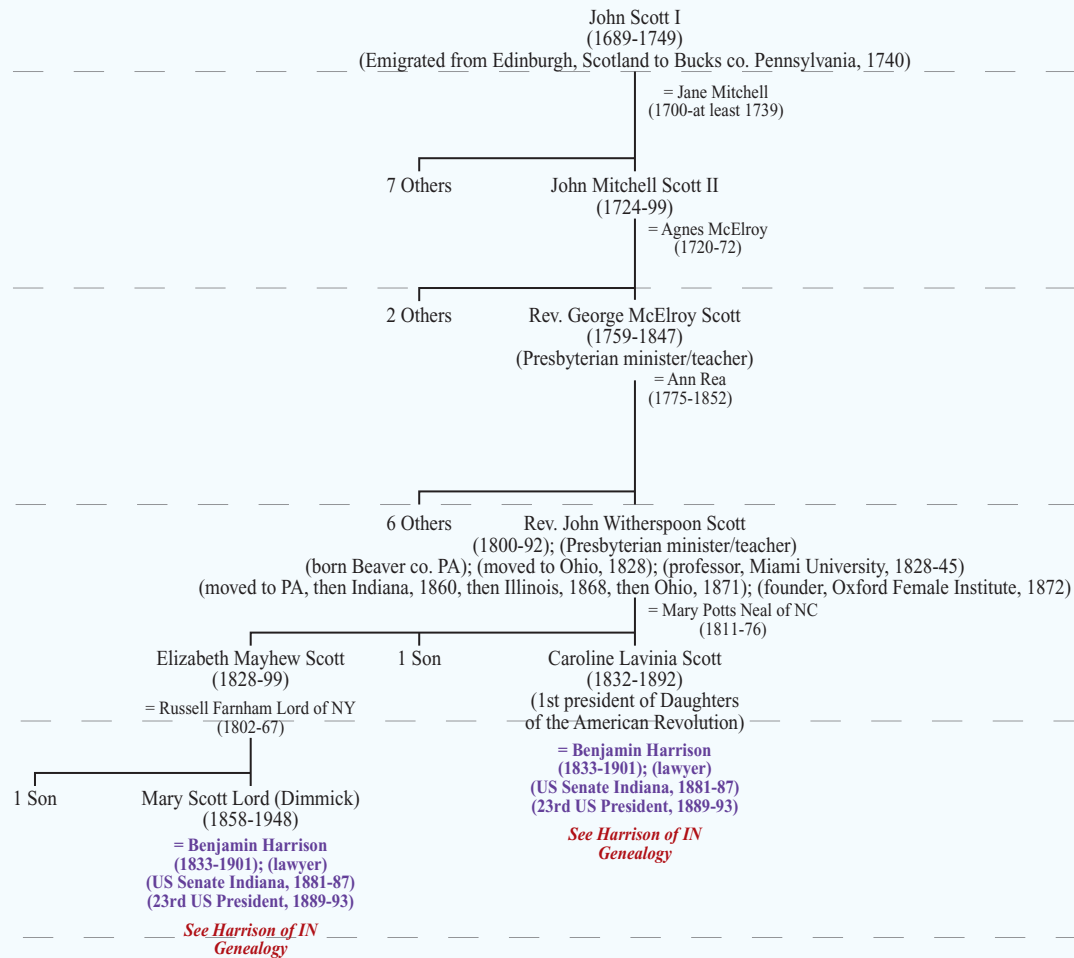 John Scott I
(1689-1749)
(Emigrated from Edinburgh, Scotland to Bucks co. Pennsylvania, 1740)
= Jane Mitchell
(1700-at least 1739)
7 Others
John Mitchell Scott II
(1724-99)
= Agnes McElroy
(1720-72)
2 Others
Rev. George McElroy Scott
(1759-1847)
(Presbyterian minister/teacher)
= Ann Rea
(1775-1852)
6 Others
Rev. John Witherspoon Scott
(1800-92); (Presbyterian minister/teacher)
(born Beaver co. PA); (moved to Ohio, 1828); (professor, Miami University, 1828-45)
(moved to PA, then Indiana, 1860, then Illinois, 1868, then Ohio, 1871); (founder, Oxford Female Institute, 1872)
= Mary Potts Neal of NC
(1811-76)
Elizabeth Mayhew Scott
(1828-99)
= Russell Farnham Lord of NY
(1802-67)
1 Son
Caroline Lavinia Scott
(1832-1892)
(1st president of Daughters
of the American Revolution)
= Benjamin Harrison
(1833-1901); (lawyer)
(US Senate Indiana, 1881-87)
(23rd US President, 1889-93)
See Harrison of IN
Genealogy
1 Son
Mary Scott Lord (Dimmick)
(1858-1948)
= Benjamin Harrison
(1833-1901); (lawyer)
(US Senate Indiana, 1881-87)
(23rd US President, 1889-93)
See Harrison of IN
Genealogy